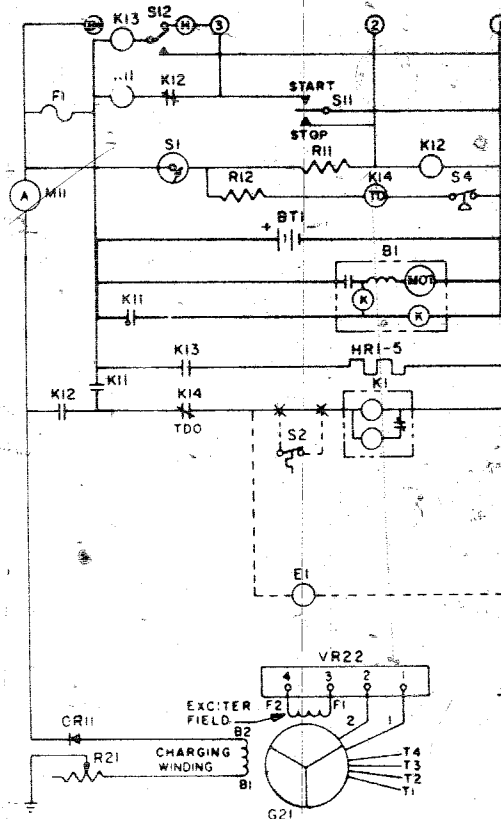 K13 S12 H 3 2
F1 K11 K12
START
S11
STOP
S1 R11 K12
A M11 R12 K14 S4
TD
+ BT1 -
B1
MOT
K
K11 K
K13 HR1-5
K11 K1
K12 K14
TDO S2
E1
VR22
4 3 2 1
EXCITER F2 F1
FIELD 2 1
CR11 B2
R21 CHARGING
WINDING
B1
T4
T3
T2
T1
G21